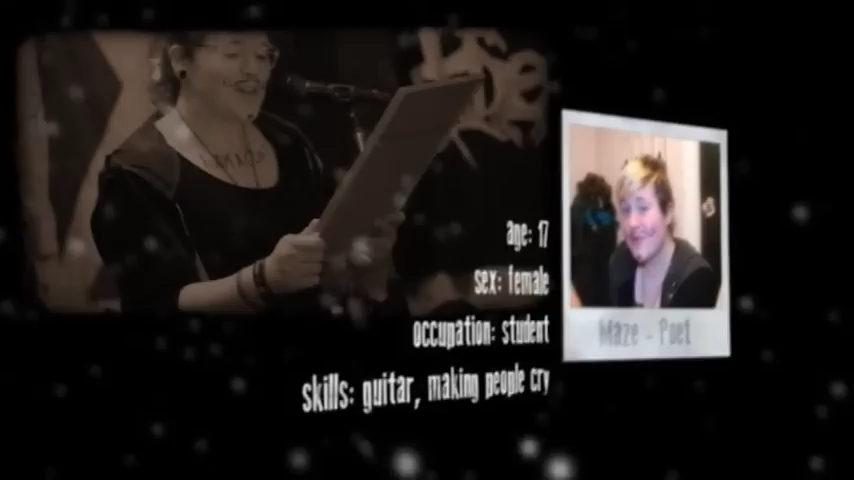 age: 17
sex: female
occupation: student
skills: guitar, making people cry
Maze - Poet